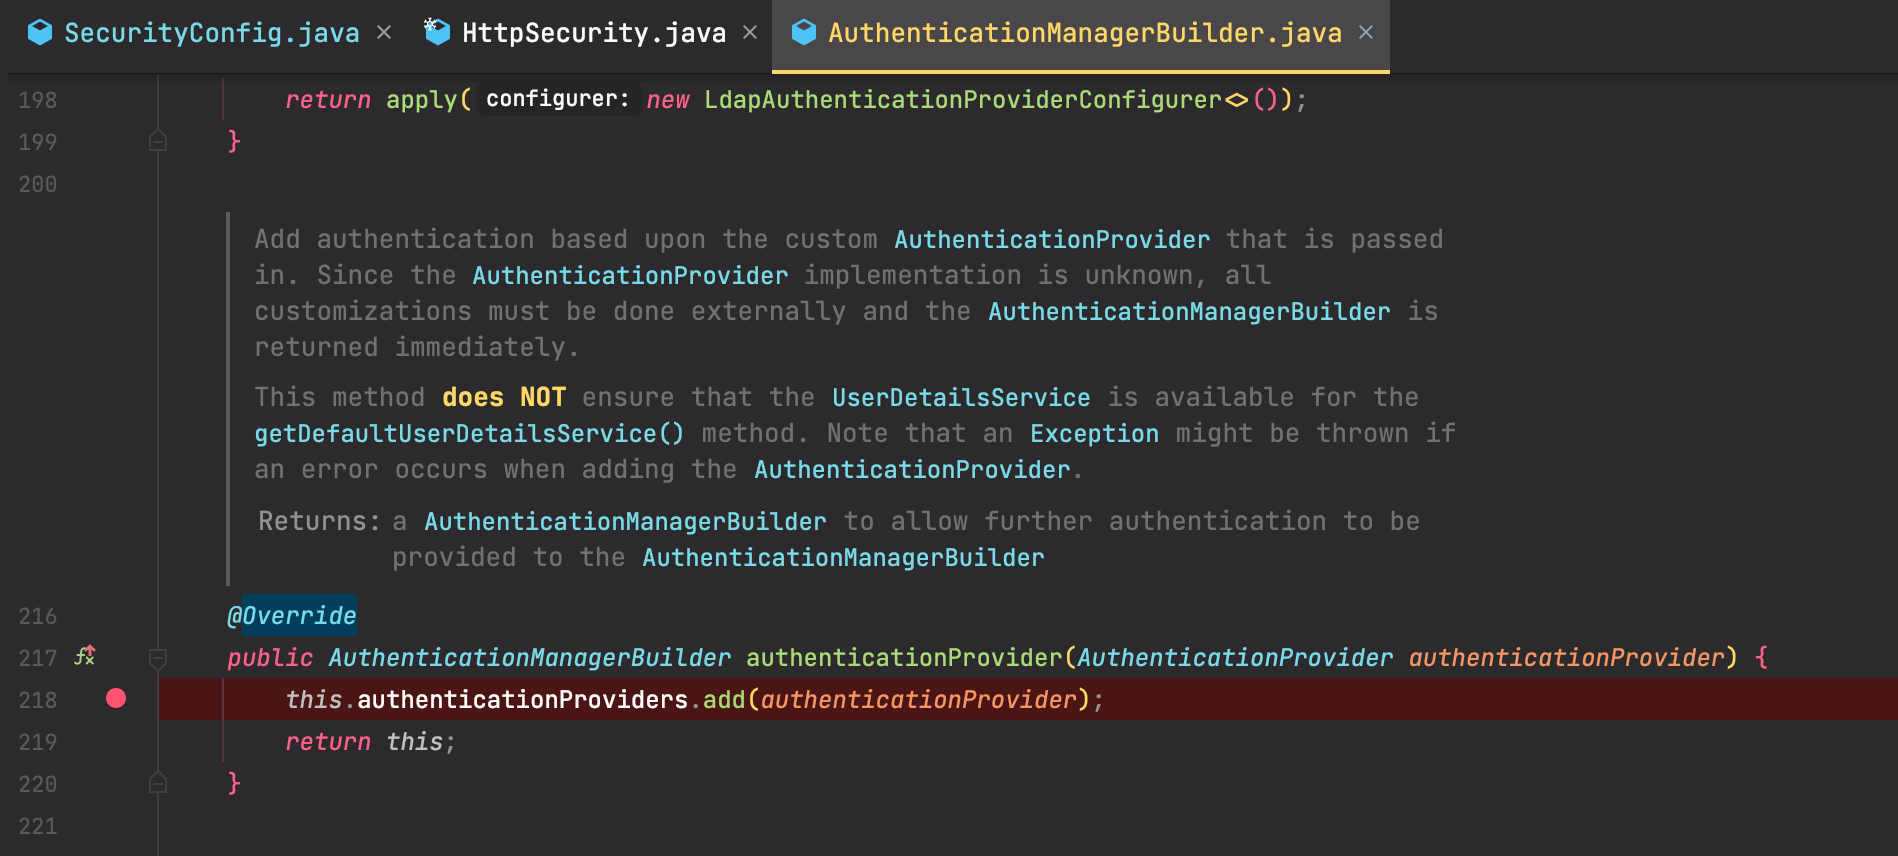 SecurityConfig.java × HttpSecurity.java × AuthenticationManagerBuilder.java ×
198 return apply( configurer: new LdapAuthenticationProviderConfigurer<>());
199 }
200
Add authentication based upon the custom AuthenticationProvider that is passed
in. Since the AuthenticationProvider implementation is unknown, all
customizations must be done externally and the AuthenticationManagerBuilder is
returned immediately.
This method does NOT ensure that the UserDetailsService is available for the
getDefaultUserDetailsService() method. Note that an Exception might be thrown if
an error occurs when adding the AuthenticationProvider.
Returns: a AuthenticationManagerBuilder to allow further authentication to be
provided to the AuthenticationManagerBuilder
216 @Override
217 public AuthenticationManagerBuilder authenticationProvider(AuthenticationProvider authenticationProvider) {
218 this.authenticationProviders.add(authenticationProvider);
219 return this;
220 }
221